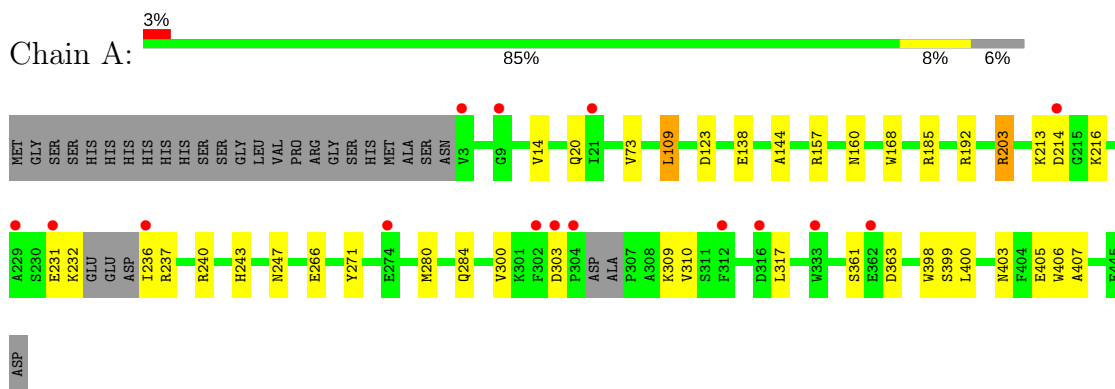 3%
Chain A:
85% 8% 6%
MET GLY SER SER HIS HIS HIS HIS HIS HIS SER SER GLY LEU VAL PRO ARG GLY SER HIS MET ALA SER ASN V3 G9 V14 Q20 I21 V73 L109 D123 E138 A144 R157 N160 W168 R185 R192 R203 K213 D214 G215 K216
A229 S230 E231 K232 GLU GLU ASP I236 R237 R240 H243 N247 E266 Y271 E274 M280 Q284 V300 K301 F302 D303 P304 ASP ALA P307 A308 K309 V310 S311 F312 D316 L317 W333 S361 E362 D363 W398 S399 L400 N403 F404 E405 W406 A407
ASP